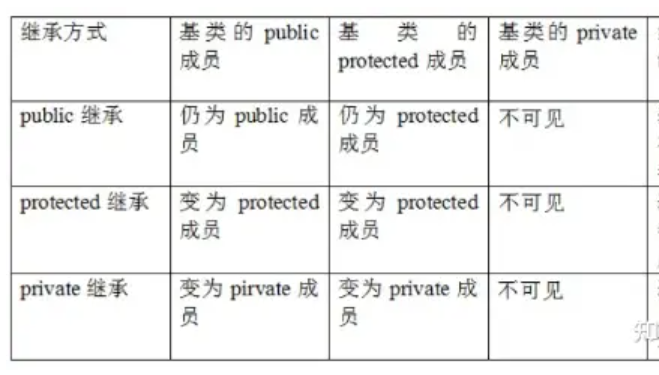 继承方式
基类的 public
成员
基类的
protected 成员
基类的 private
成员
public 继承
仍为 public 成
员
仍为 protected
成员
不可见
protected 继承
变为 protected
成员
变为 protected
成员
不可见
private 继承
变为 pirvate 成
员
变为 private 成
员
不可见
知